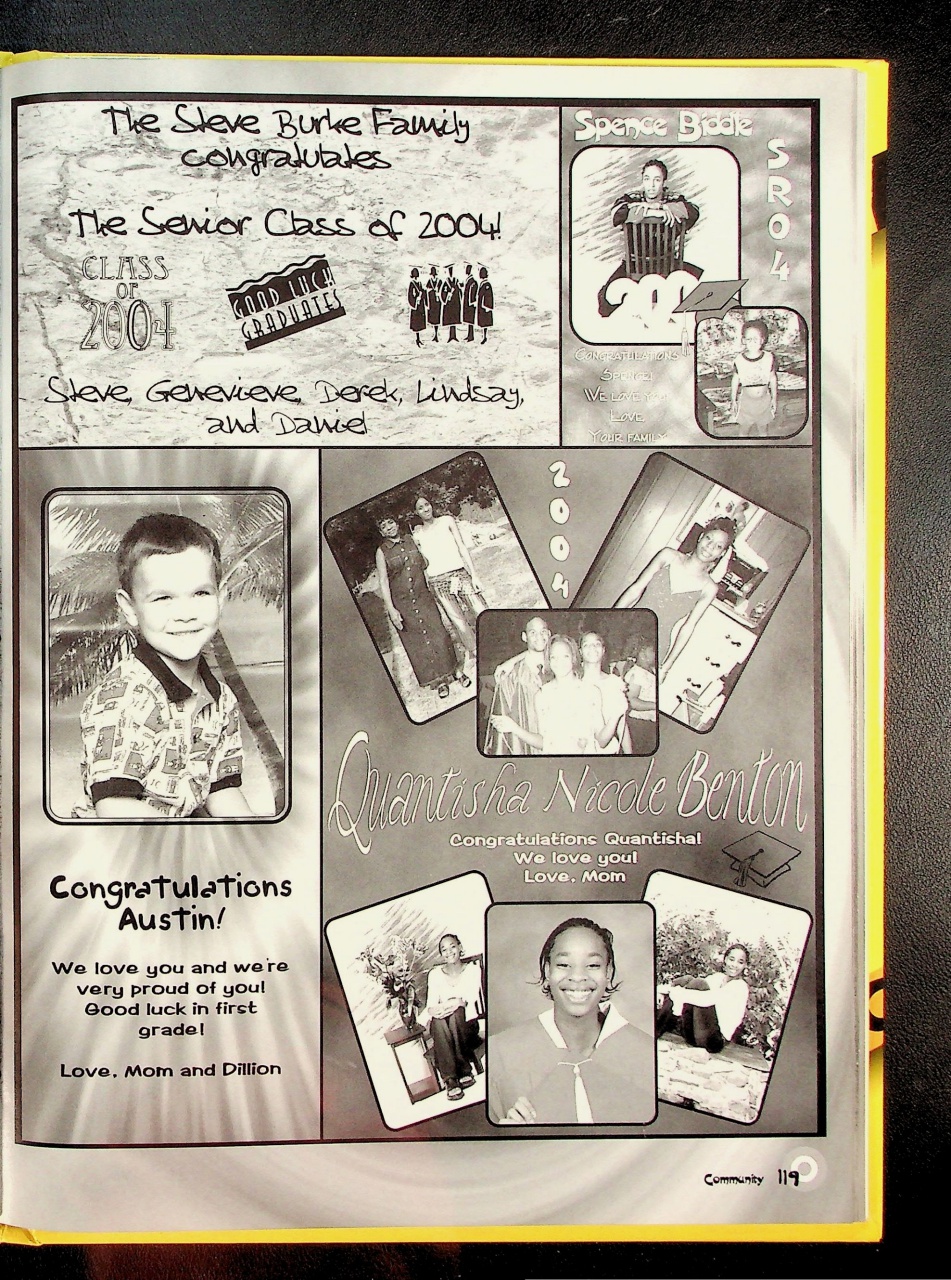 The Steve Burke Family
congratulates
The Senior Class of 2004!
CLASS
OF
2004
GOOD LUCK
GRADUATES
Steve, Genevieve, Derek, Lindsay,
and Daniel
Spence Biddle
SR04
CONGRATULATIONS
SPENCE!
WE LOVE YOU
LOVE
YOUR FAMILY
Congratulations
Austin!
We love you and we're
very proud of you!
Good luck in first
grade!
Love, Mom and Dillion
2004
Quantisha Nicole Benton
Congratulations Quantisha!
We love you!
Love, Mom
Community 119